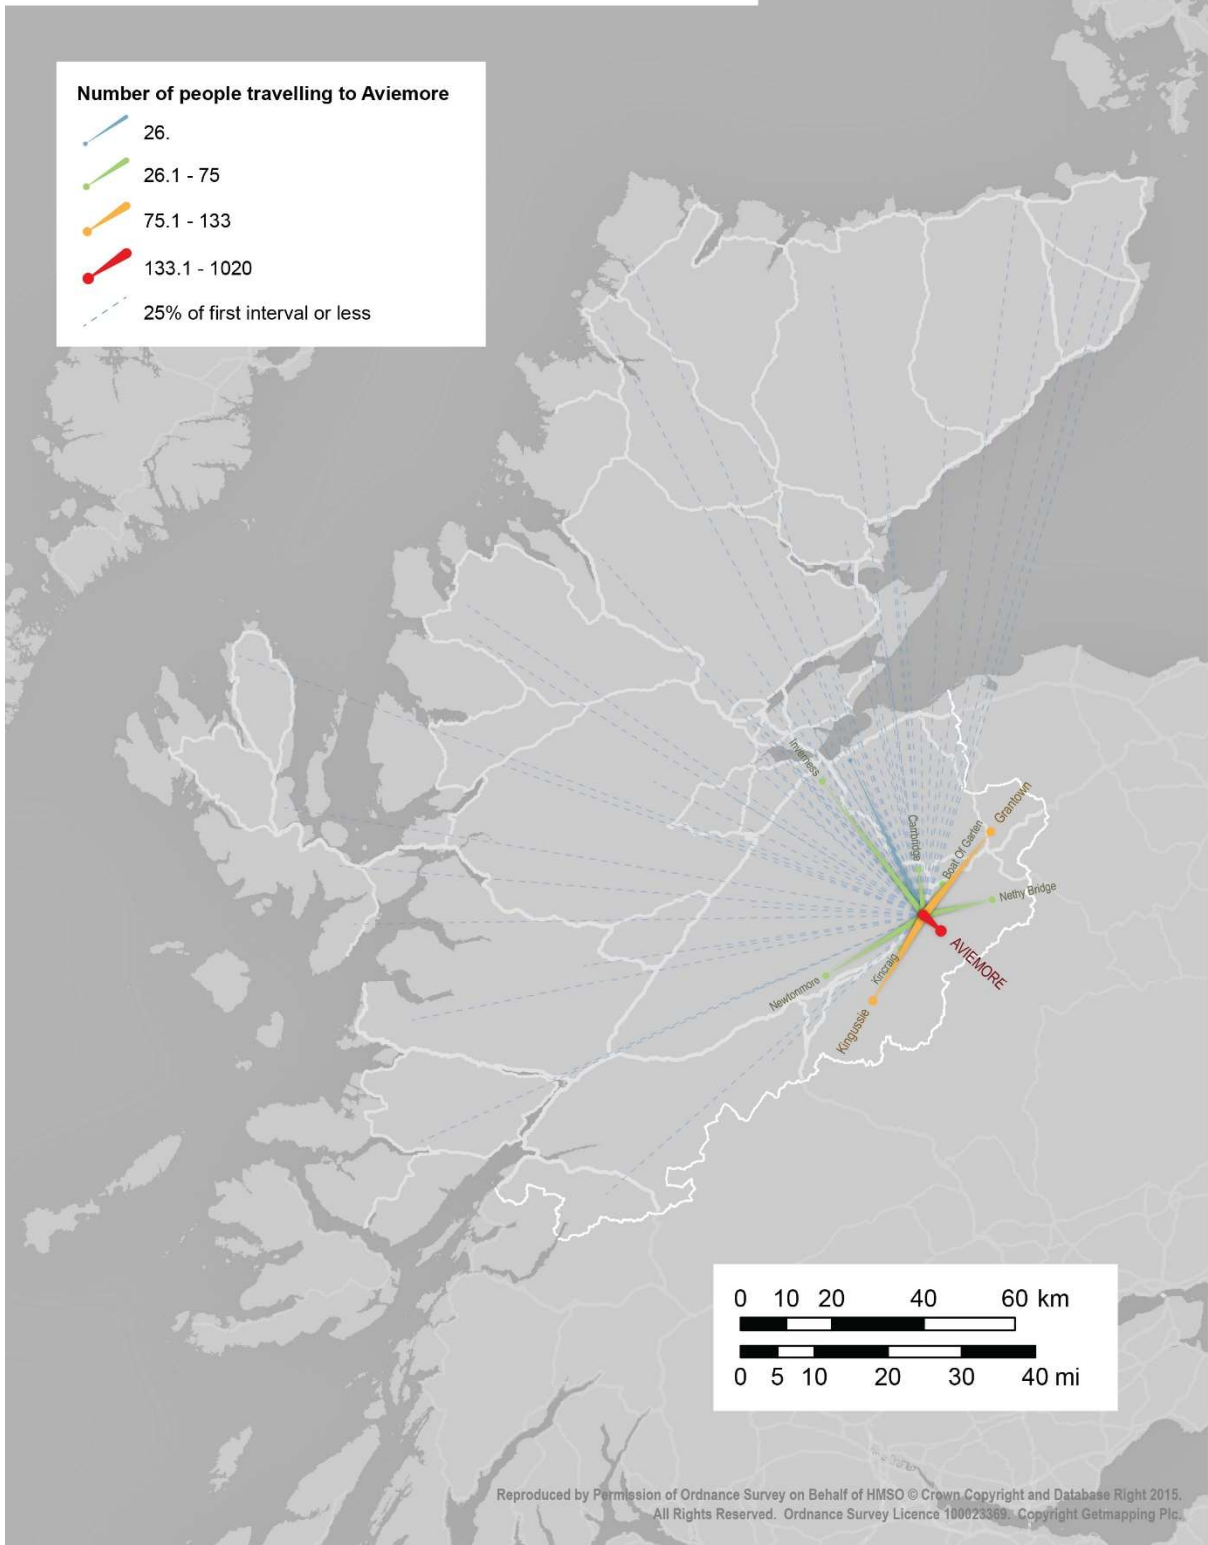 Number of people travelling to Aviemore
26.
26.1 - 75
75.1 - 133
133.1 - 1020
25% of first interval or less
Inverness
Grantown
Carrbridge
Boat Of Garten
Nethy Bridge
AVIEMORE
Kincraig
Newtonmore
Kingussie
0 10 20 40 60 km
0 5 10 20 30 40 mi
Reproduced by Permission of Ordnance Survey on Behalf of HMSO © Crown Copyright and Database Right 2015.
All Rights Reserved. Ordnance Survey Licence 100023369. Copyright Getmapping Plc.